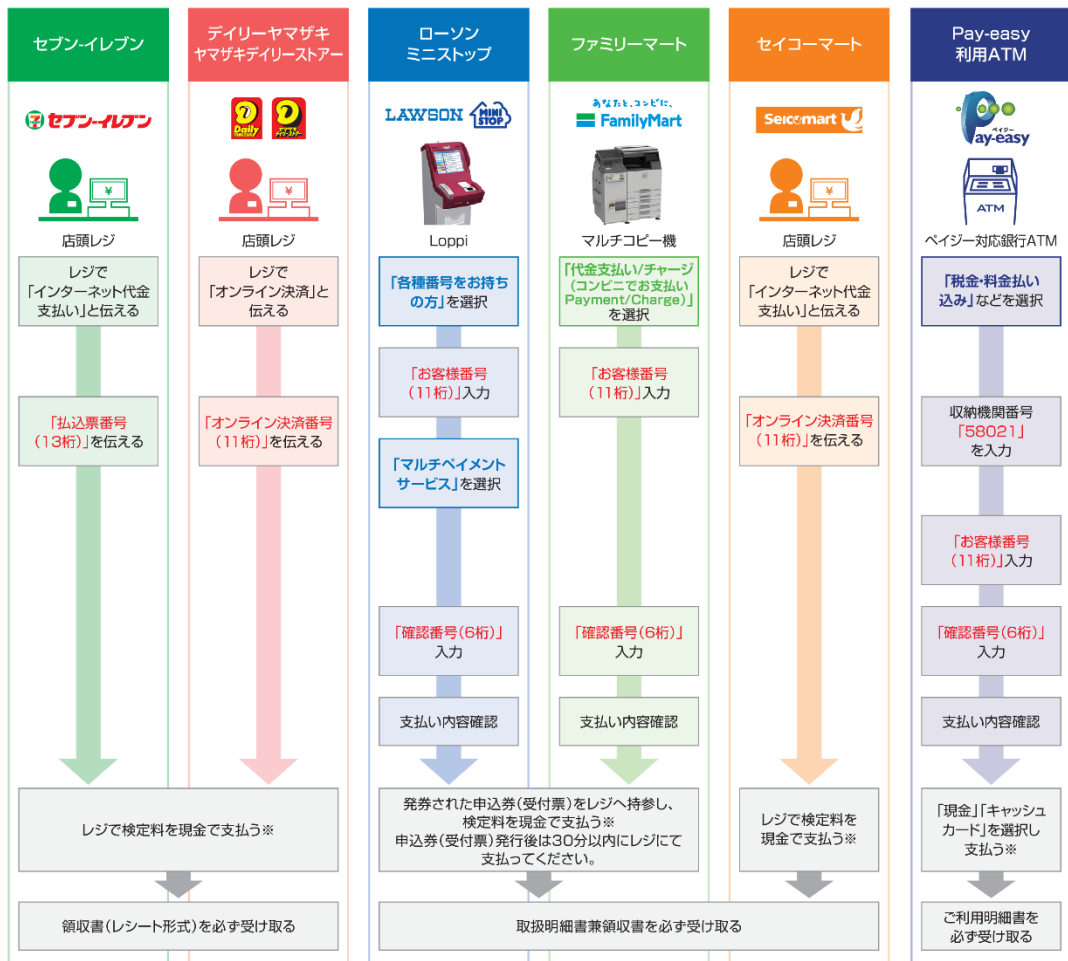 セブン-イレブン
デイリーヤマザキ
ヤマザキデイリーストアー
ローソン
ミニストップ
ファミリーマート
セイコーマート
Pay-easy
利用ATM
セブン-イレブン
Daily
LAWSON
MINI
STOP
あなたと、コンビに、
FamilyMart
Seicomart
ペイジー
Pay-easy
¥
¥
¥
ATM
店頭レジ
店頭レジ
Loppi
マルチコピー機
店頭レジ
ペイジー対応銀行ATM
レジで
「インターネット代金
支払い」と伝える
「払込票番号
(13桁)」を伝える
レジで
「オンライン決済」と
伝える
「オンライン決済番号
(11桁)」を伝える
「各種番号をお持ち
の方」を選択
「お客様番号
(11桁)」入力
「マルチペイメント
サービス」を選択
「確認番号(6桁)」
入力
支払い内容確認
「代金支払い/チャージ
(コンビニでお支払い
Payment/Charge)」
を選択
「お客様番号
(11桁)」入力
「確認番号(6桁)」
入力
支払い内容確認
レジで
「インターネット代金
支払い」と伝える
「オンライン決済番号
(11桁)」を伝える
「税金・料金払い
込み」などを選択
収納機関番号
「58021」
を入力
「お客様番号
(11桁)」入力
「確認番号(6桁)」
入力
支払い内容確認
レジで検定料を現金で支払う※
発券された申込券(受付票)をレジへ持参し、
検定料を現金で支払う※
申込券(受付票)発行後は30分以内にレジにて
支払ってください。
レジで検定料を
現金で支払う※
「現金」「キャッシュ
カード」を選択し
支払う※
領収書(レシート形式)を必ず受け取る
取扱明細書兼領収書を必ず受け取る
ご利用明細書を
必ず受け取る